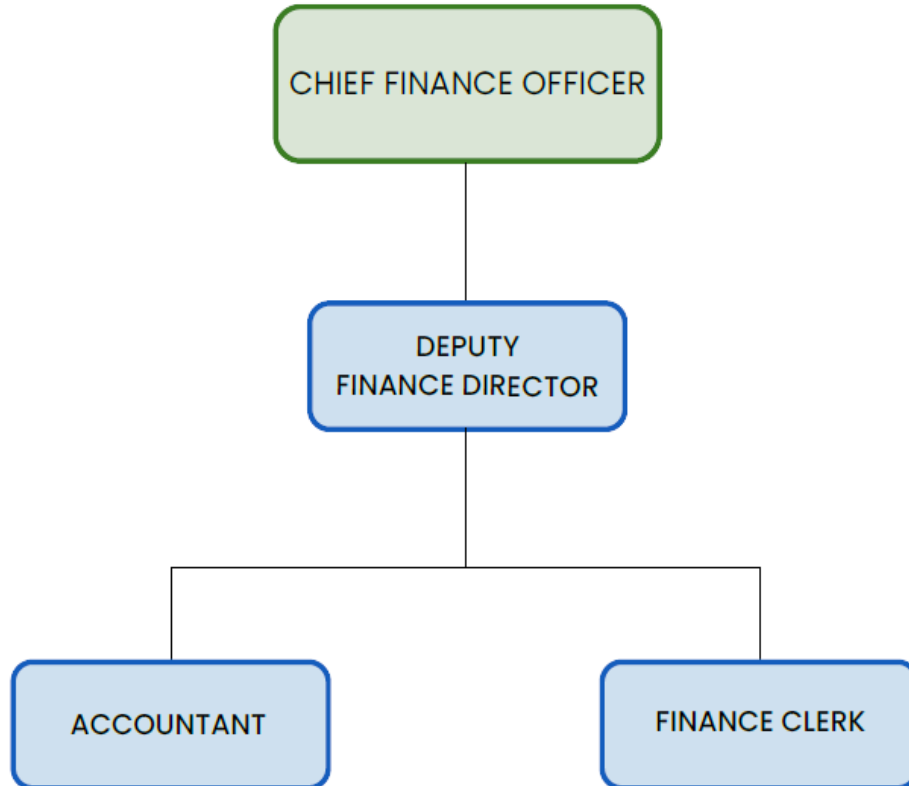 CHIEF FINANCE OFFICER
DEPUTY
FINANCE DIRECTOR
ACCOUNTANT
FINANCE CLERK